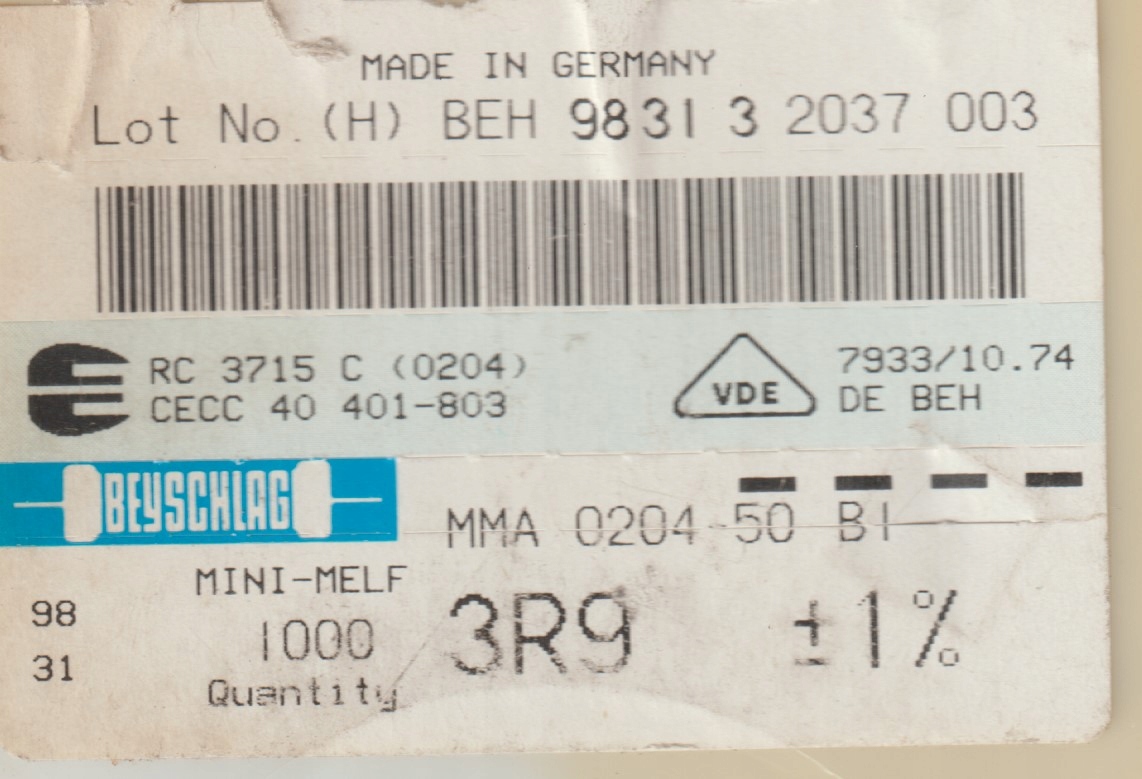 MADE IN GERMANY
Lot No.(H) BEH 9831 3 2037 003
RC 3715 C (0204)
CECC 40 401-803
VDE
7933/10.74
DE BEH
BEYSCHLAG
MMA 0204-50 B1
MINI-MELF
98
31
1000
Quantity
3R9 ±1%